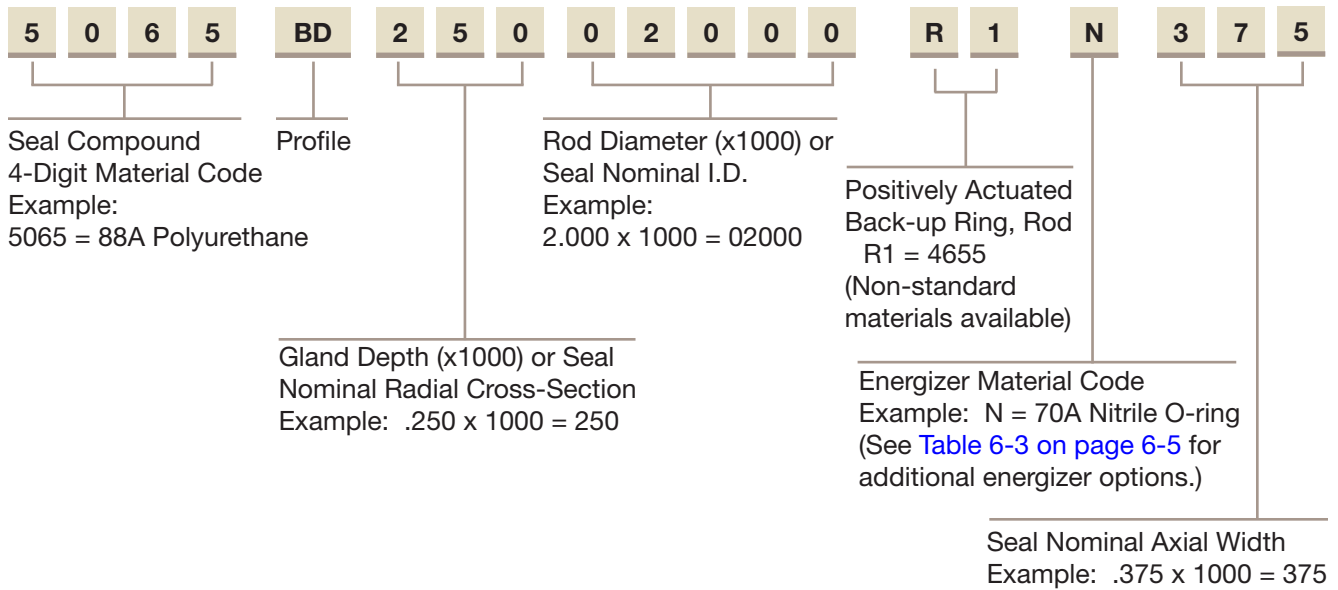 5 0 6 5 BD 2 5 0 0 2 0 0 0 R 1 N 3 7 5
Seal Compound
4-Digit Material Code
Example:
5065 = 88A Polyurethane
Profile
Gland Depth (x1000) or Seal
Nominal Radial Cross-Section
Example: .250 x 1000 = 250
Rod Diameter (x1000) or
Seal Nominal I.D.
Example:
2.000 x 1000 = 02000
Positively Actuated
Back-up Ring, Rod
R1 = 4655
(Non-standard
materials available)
Energizer Material Code
Example: N = 70A Nitrile O-ring
(See Table 6-3 on page 6-5 for
additional energizer options.)
Seal Nominal Axial Width
Example: .375 x 1000 = 375